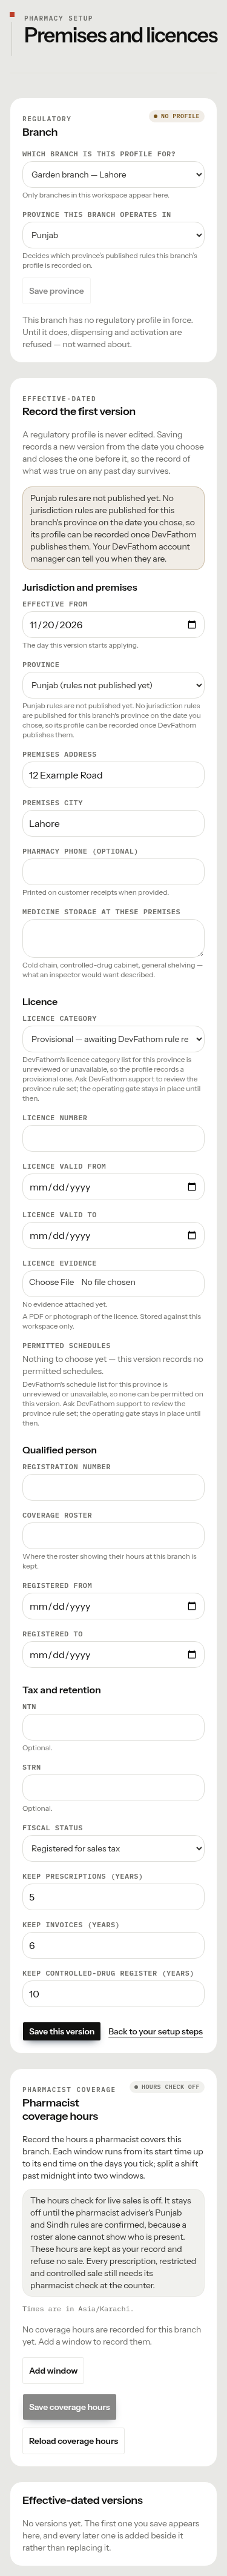 PHARMACY SETUP
Premises and licences
REGULATORY
NO PROFILE
Branch
WHICH BRANCH IS THIS PROFILE FOR?
Garden branch — Lahore
Only branches in this workspace appear here.
PROVINCE THIS BRANCH OPERATES IN
Punjab
Decides which province's published rules this branch's
profile is recorded on.
Save province
This branch has no regulatory profile in force.
Until it does, dispensing and activation are
refused — not warned about.
EFFECTIVE-DATED
Record the first version
A regulatory profile is never edited. Saving
records a new version from the date you choose
and closes the one before it, so the record of
what was true on any past day survives.
Punjab rules are not published yet. No
jurisdiction rules are published for this
branch's province on the date you chose, so
its profile can be recorded once DevFathom
publishes them. Your DevFathom account
manager can tell you when they are.
Jurisdiction and premises
EFFECTIVE FROM
11/20/2026
The day this version starts applying.
PROVINCE
Punjab (rules not published yet)
Punjab rules are not published yet. No jurisdiction rules
are published for this branch's province on the date you
chose, so its profile can be recorded once DevFathom
publishes them.
PREMISES ADDRESS
12 Example Road
PREMISES CITY
Lahore
PHARMACY PHONE (OPTIONAL)
Printed on customer receipts when provided.
MEDICINE STORAGE AT THESE PREMISES
Cold chain, controlled-drug cabinet, general shelving —
what an inspector would want described.
Licence
LICENCE CATEGORY
Provisional — awaiting DevFathom rule re
DevFathom's licence category list for this province is
unreviewed or unavailable, so the profile records a
provisional one. Ask DevFathom support to review the
province rule set; the operating gate stays in place until
then.
LICENCE NUMBER
LICENCE VALID FROM
mm/dd/yyyy
LICENCE VALID TO
mm/dd/yyyy
LICENCE EVIDENCE
Choose File No file chosen
No evidence attached yet.
A PDF or photograph of the licence. Stored against this
workspace only.
PERMITTED SCHEDULES
Nothing to choose yet — this version records no
permitted schedules.
DevFathom's schedule list for this province is
unreviewed or unavailable, so none can be permitted on
this version. Ask DevFathom support to review the
province rule set; the operating gate stays in place until
then.
Qualified person
REGISTRATION NUMBER
COVERAGE ROSTER
Where the roster showing their hours at this branch is
kept.
REGISTERED FROM
mm/dd/yyyy
REGISTERED TO
mm/dd/yyyy
Tax and retention
NTN
Optional.
STRN
Optional.
FISCAL STATUS
Registered for sales tax
KEEP PRESCRIPTIONS (YEARS)
5
KEEP INVOICES (YEARS)
6
KEEP CONTROLLED-DRUG REGISTER (YEARS)
10
Save this version Back to your setup steps
PHARMACIST COVERAGE
HOURS CHECK OFF
Pharmacist
coverage hours
Record the hours a pharmacist covers this
branch. Each window runs from its start time up
to its end time on the days you tick; split a shift
past midnight into two windows.
The hours check for live sales is off. It stays
off until the pharmacist adviser's Punjab
and Sindh rules are confirmed, because a
roster alone cannot show who is present.
These hours are kept as your record and
refuse no sale. Every prescription, restricted
and controlled sale still needs its
pharmacist check at the counter.
Times are in Asia/Karachi.
No coverage hours are recorded for this branch
yet. Add a window to record them.
Add window
Save coverage hours
Reload coverage hours
Effective-dated versions
No versions yet. The first one you save appears
here, and every later one is added beside it
rather than replacing it.